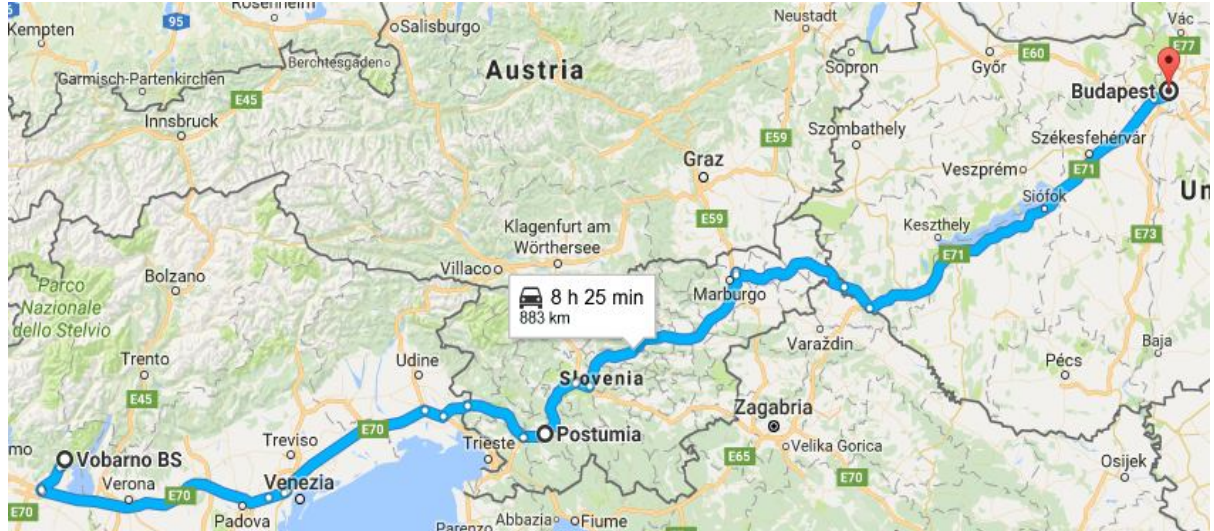 Kempten
95
Rosenheim
Salisburgo
Berchtesgaden
Garmisch-Partenkirchen
E45
Innsbruck
Austria
Neustadt
Sopron
Győr
E60
Vác
E77
Budapest
Szombathely
Székesfehérvár
E71
Veszprém
Siófok
Un
Graz
E59
E59
Keszthely
E71
E73
Klagenfurt am
Wörthersee
Villaco
Bolzano
Parco
Nazionale
dello Stelvio
8 h 25 min
883 km
Marburgo
Varaždin
Pécs
Baja
Trento
E45
Udine
Slovenia
Zagabria
Velika Gorica
E65
E70
Osijek
E70
Postumia
Trieste
Treviso
Venezia
mo
Vobarno BS
Verona
E70
E70
Padova
Parenzo
Abbazia
Fiume